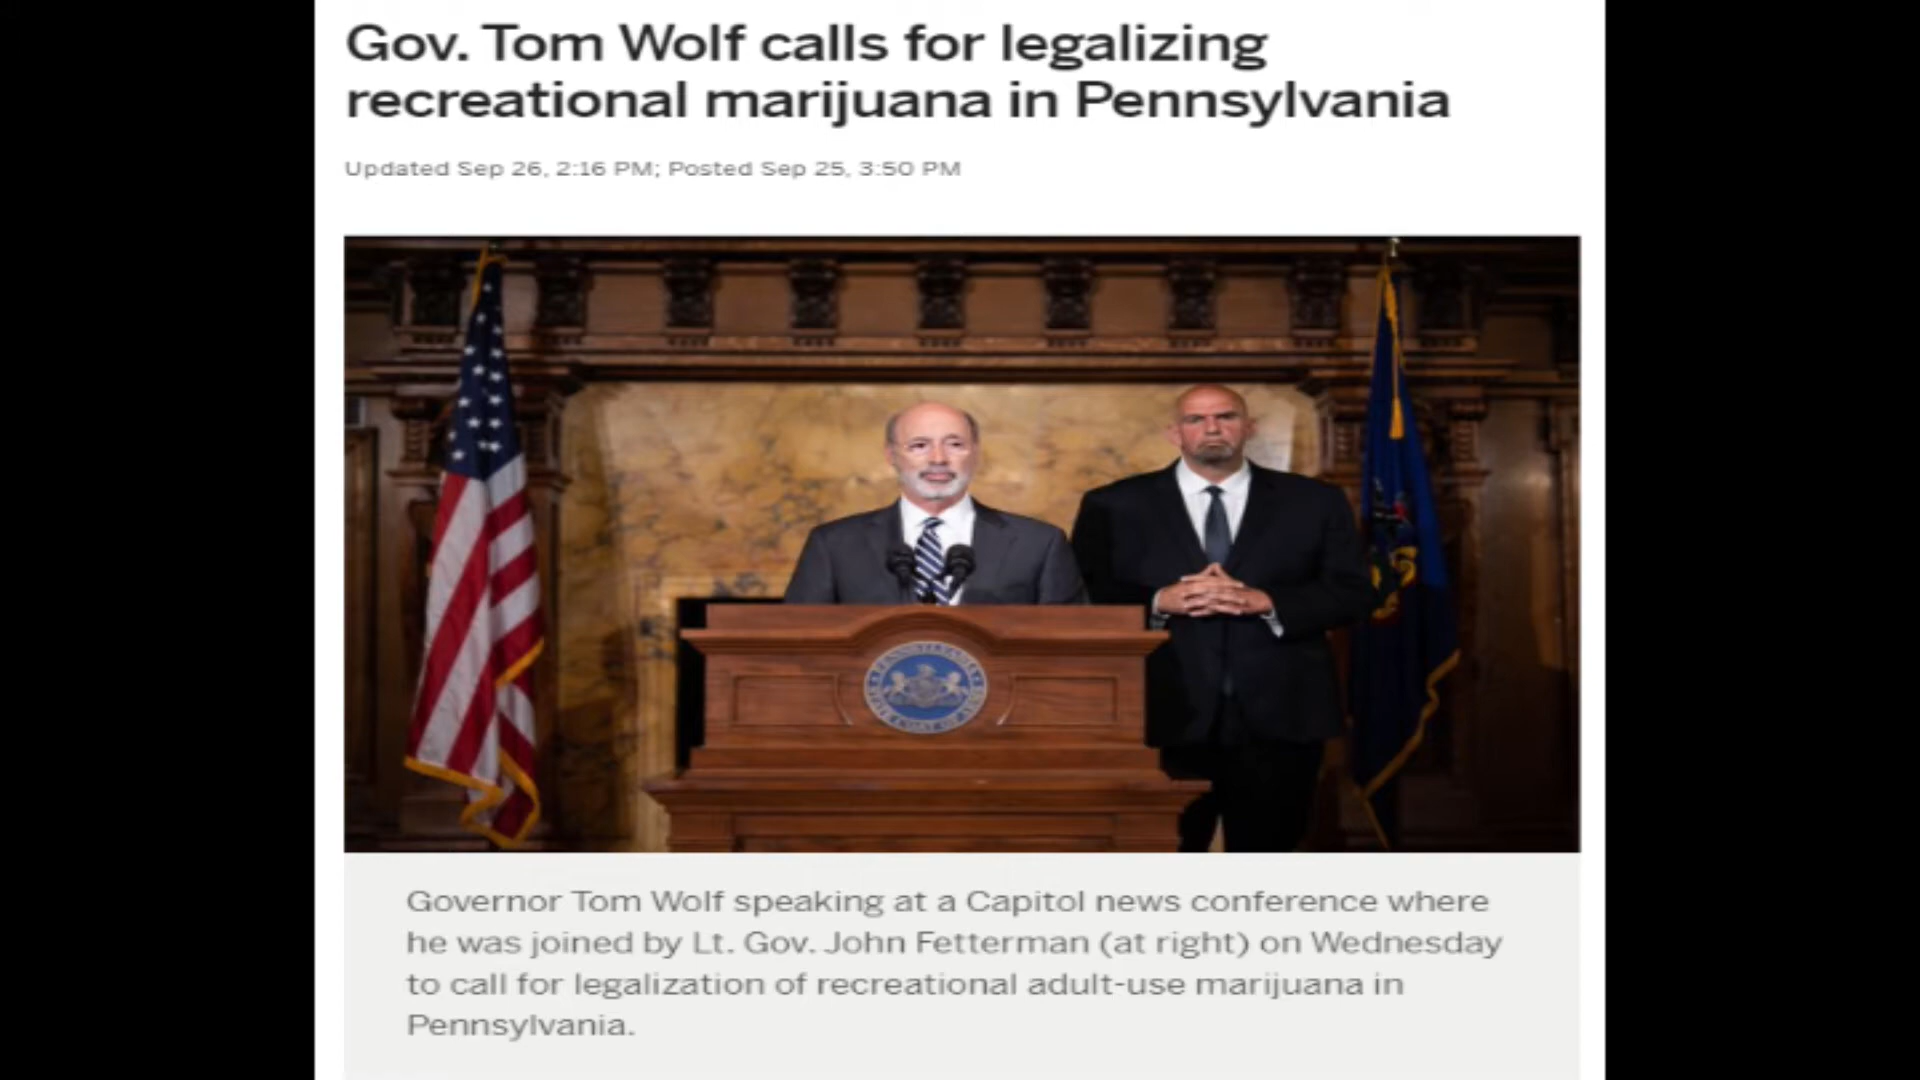 Gov. Tom Wolf calls for legalizing
recreational marijuana in Pennsylvania
Updated Sep 26, 2:16 PM; Posted Sep 25, 3:50 PM
Governor Tom Wolf speaking at a Capitol news conference where
he was joined by Lt. Gov. John Fetterman (at right) on Wednesday
to call for legalization of recreational adult-use marijuana in
Pennsylvania.